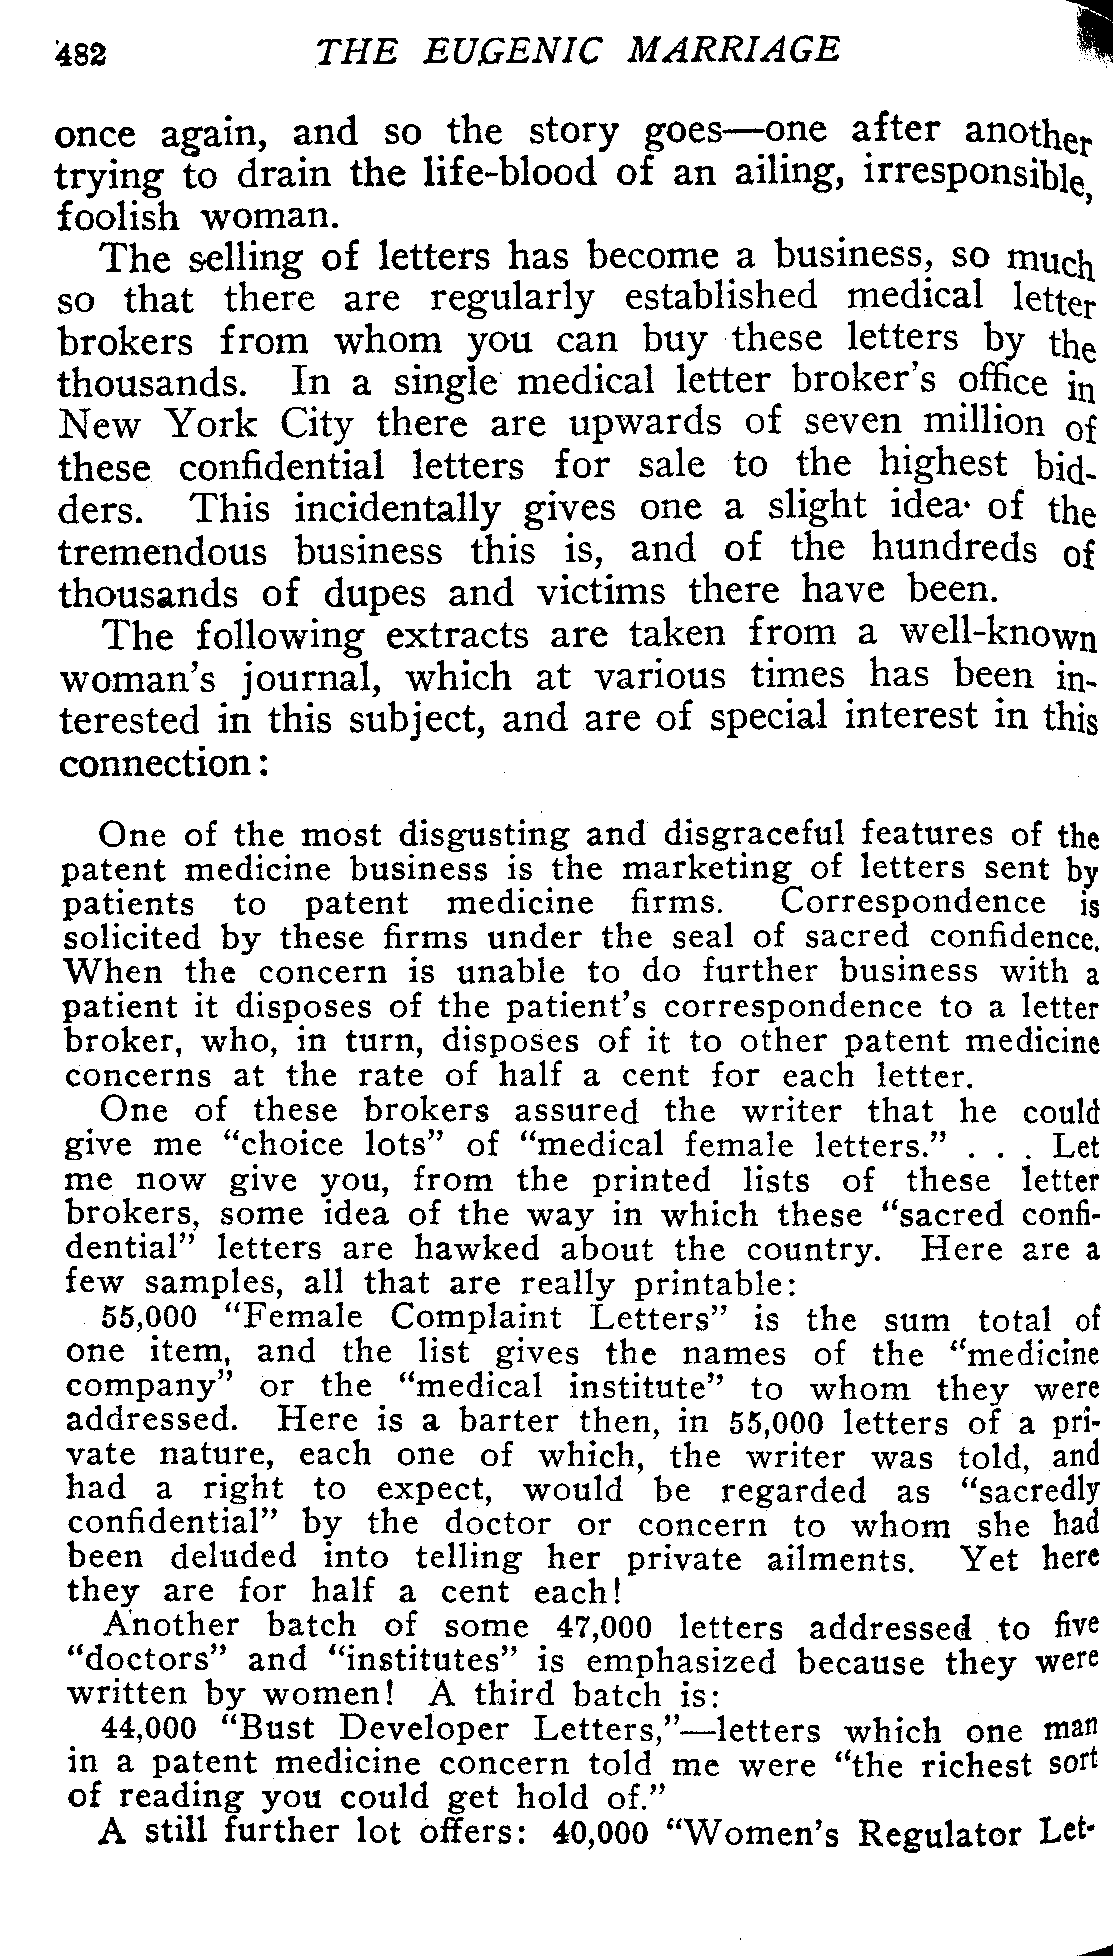 482 THE EUGENIC MARRIAGE
once again, and so the story goes—one after another
trying to drain the life-blood of an ailing, irresponsible,
foolish woman.
The selling of letters has become a business, so much
so that there are regularly established medical letter
brokers from whom you can buy these letters by the
thousands. In a single medical letter broker's office in
New York City there are upwards of seven million of
these confidential letters for sale to the highest bid-
ders. This incidentally gives one a slight idea of the
tremendous business this is, and of the hundreds of
thousands of dupes and victims there have been.
The following extracts are taken from a well-known
woman's journal, which at various times has been in-
terested in this subject, and are of special interest in this
connection:
One of the most disgusting and disgraceful features of the
patent medicine business is the marketing of letters sent by
patients to patent medicine firms. Correspondence is
solicited by these firms under the seal of sacred confidence.
When the concern is unable to do further business with a
patient it disposes of the patient's correspondence to a letter
broker, who, in turn, disposes of it to other patent medicine
concerns at the rate of half a cent for each letter.
One of these brokers assured the writer that he could
give me "choice lots" of "medical female letters." . . . Let
me now give you, from the printed lists of these letter
brokers, some idea of the way in which these "sacred confi-
dential" letters are hawked about the country. Here are a
few samples, all that are really printable:
55,000 "Female Complaint Letters" is the sum total of
one item, and the list gives the names of the "medicine
company" or the "medical institute" to whom they were
addressed. Here is a barter then, in 55,000 letters of a pri-
vate nature, each one of which, the writer was told, and
had a right to expect, would be regarded as "sacredly
confidential" by the doctor or concern to whom she had
been deluded into telling her private ailments. Yet here
they are for half a cent each!
Another batch of some 47,000 letters addressed to five
"doctors" and "institutes" is emphasized because they were
written by women! A third batch is:
44,000 "Bust Developer Letters,"—letters which one man
in a patent medicine concern told me were "the richest sort
of reading you could get hold of."
A still further lot offers: 40,000 "Women's Regulator Let-